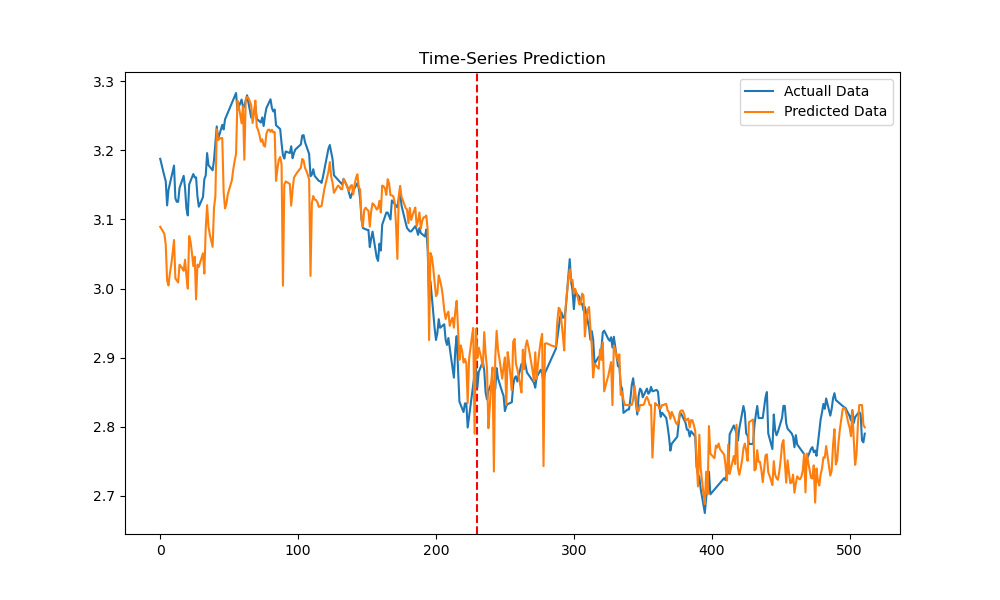 Time-Series Prediction
Actuall Data
Predicted Data
3.3
3.2
3.1
3.0
2.9
2.8
2.7
0 100 200 300 400 500